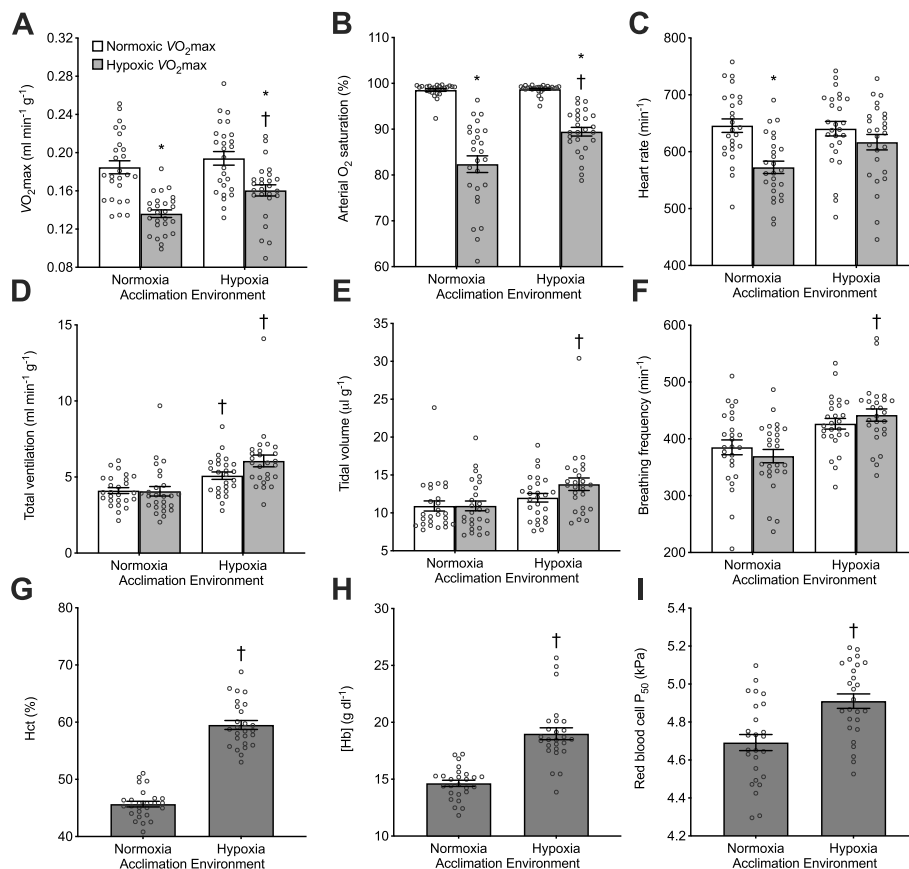 A
0.32
0.28
0.24
0.20
0.16
0.12
0.08
VO2max (ml min-1 g-1)
Normoxic VO2max
Hypoxic VO2max
*
*
†
Normoxia Hypoxia
Acclimation Environment
B
110
100
90
80
70
60
Arterial O2 saturation (%)
*
*
†
Normoxia Hypoxia
Acclimation Environment
C
800
700
600
500
400
Heart rate (min-1)
*
Normoxia Hypoxia
Acclimation Environment
D
15
10
5
0
Total ventilation (ml min-1 g-1)
†
†
Normoxia Hypoxia
Acclimation Environment
E
35
30
25
20
15
10
5
Tidal volume (μl g-1)
†
Normoxia Hypoxia
Acclimation Environment
F
600
500
400
300
200
Breathing frequency (min-1)
†
Normoxia Hypoxia
Acclimation Environment
G
80
70
60
50
40
Hct (%)
†
Normoxia Hypoxia
Acclimation Environment
H
30
25
20
15
10
[Hb] (g dl-1)
†
Normoxia Hypoxia
Acclimation Environment
I
5.4
5.2
5.0
4.8
4.6
4.4
4.2
Red blood cell P50 (kPa)
†
Normoxia Hypoxia
Acclimation Environment